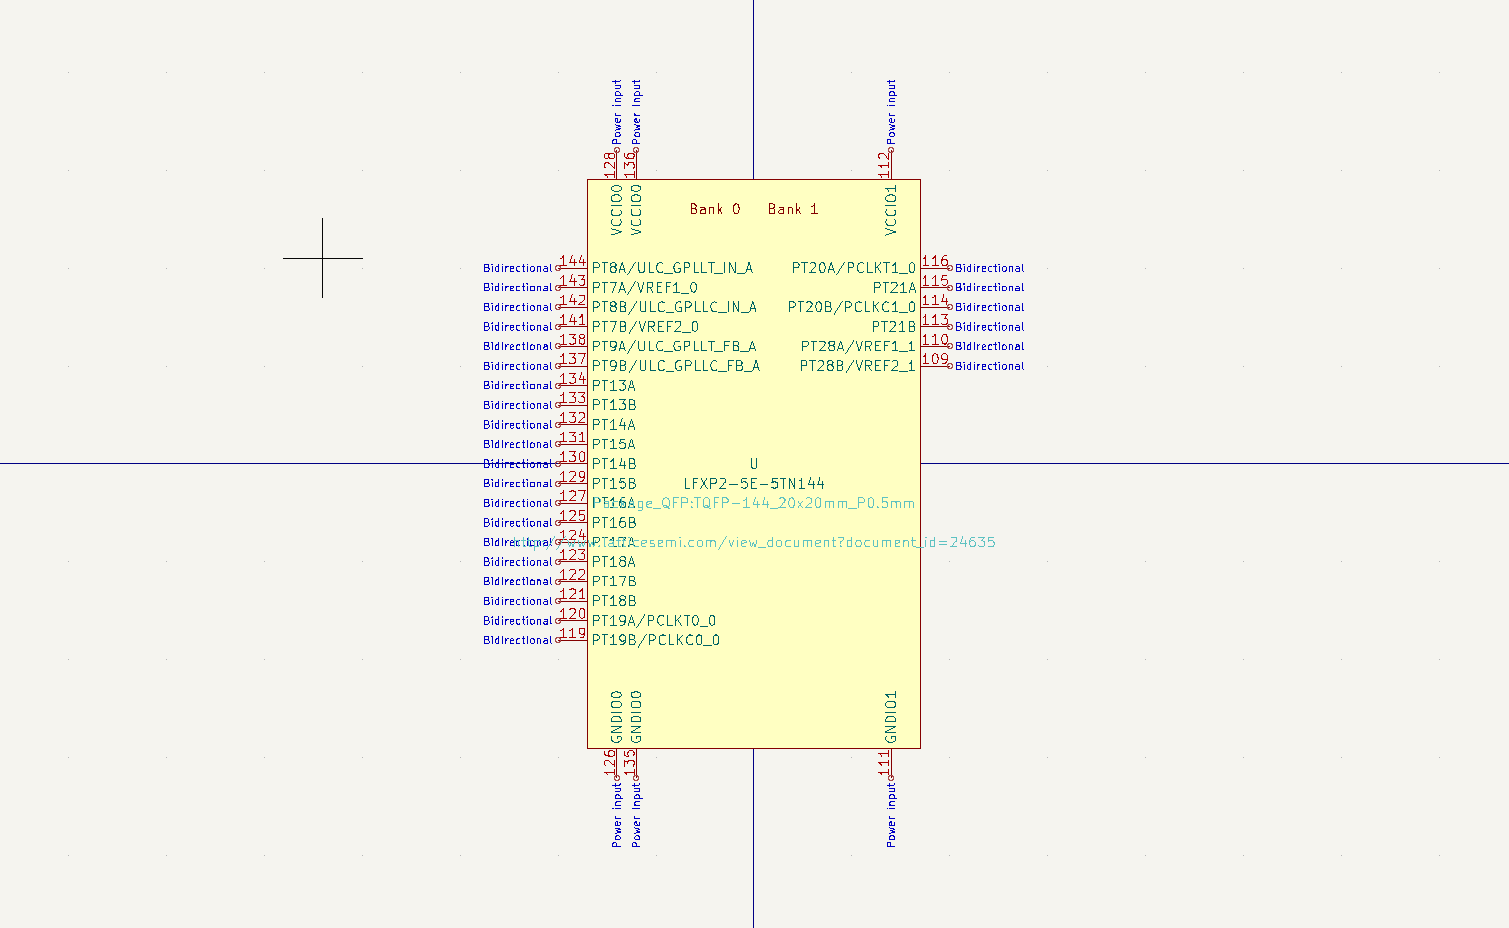 Power input Power input Power input
128 136 112
VCCIO0 VCCIO0 VCCIO1
Bank 0 Bank 1
Bidirectional 144 PT8A/ULC_GPLLT_IN_A PT20A/PCLKT1_0 116 Bidirectional
Bidirectional 143 PT7A/VREF1_0 PT21A 115 Bidirectional
Bidirectional 142 PT8B/ULC_GPLLC_IN_A PT20B/PCLKC1_0 114 Bidirectional
Bidirectional 141 PT7B/VREF2_0 PT21B 113 Bidirectional
Bidirectional 138 PT9A/ULC_GPLLT_FB_A PT28A/VREF1_1 110 Bidirectional
Bidirectional 137 PT9B/ULC_GPLLC_FB_A PT28B/VREF2_1 109 Bidirectional
Bidirectional 134 PT13A
Bidirectional 133 PT13B
Bidirectional 132 PT14A
Bidirectional 131 PT15A
Bidirectional 130 PT14B U
Bidirectional 129 PT15B LFXP2-5E-5TN144
Bidirectional 127 PT16A Package_QFP:TQFP-144_20x20mm_P0.5mm
Bidirectional 125 PT16B
Bidirectional 124 PT17A http://www.latticesemi.com/view_document?document_id=24635
Bidirectional 123 PT18A
Bidirectional 122 PT17B
Bidirectional 121 PT18B
Bidirectional 120 PT19A/PCLKT0_0
Bidirectional 119 PT19B/PCLKC0_0
GNDIO0 GNDIO0 GNDIO1
126 135 111
Power input Power input Power input